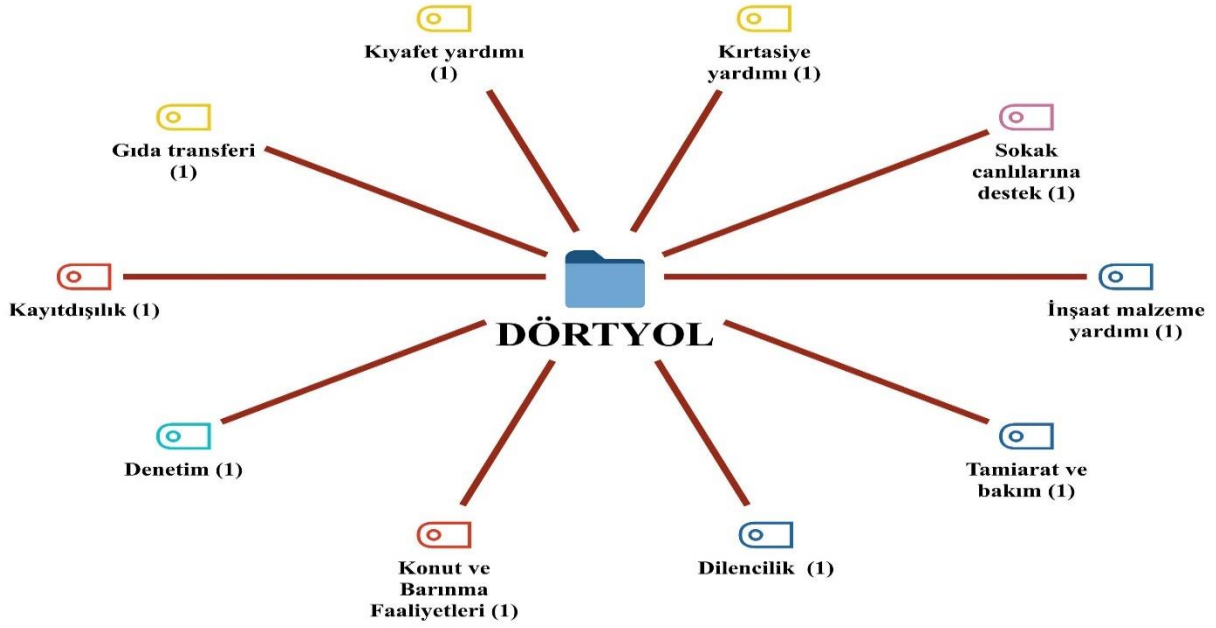 Kıyafet yardımı
(1)
Kırtasiye
yardımı (1)
Gıda transferi
(1)
Sokak
canlılarına
destek (1)
Kayıtdışılık (1)
İnşaat malzeme
yardımı (1)
DÖRTYOL
Denetim (1)
Tamiarat ve
bakım (1)
Konut ve
Barınma
Faaliyetleri (1)
Dilencilik (1)